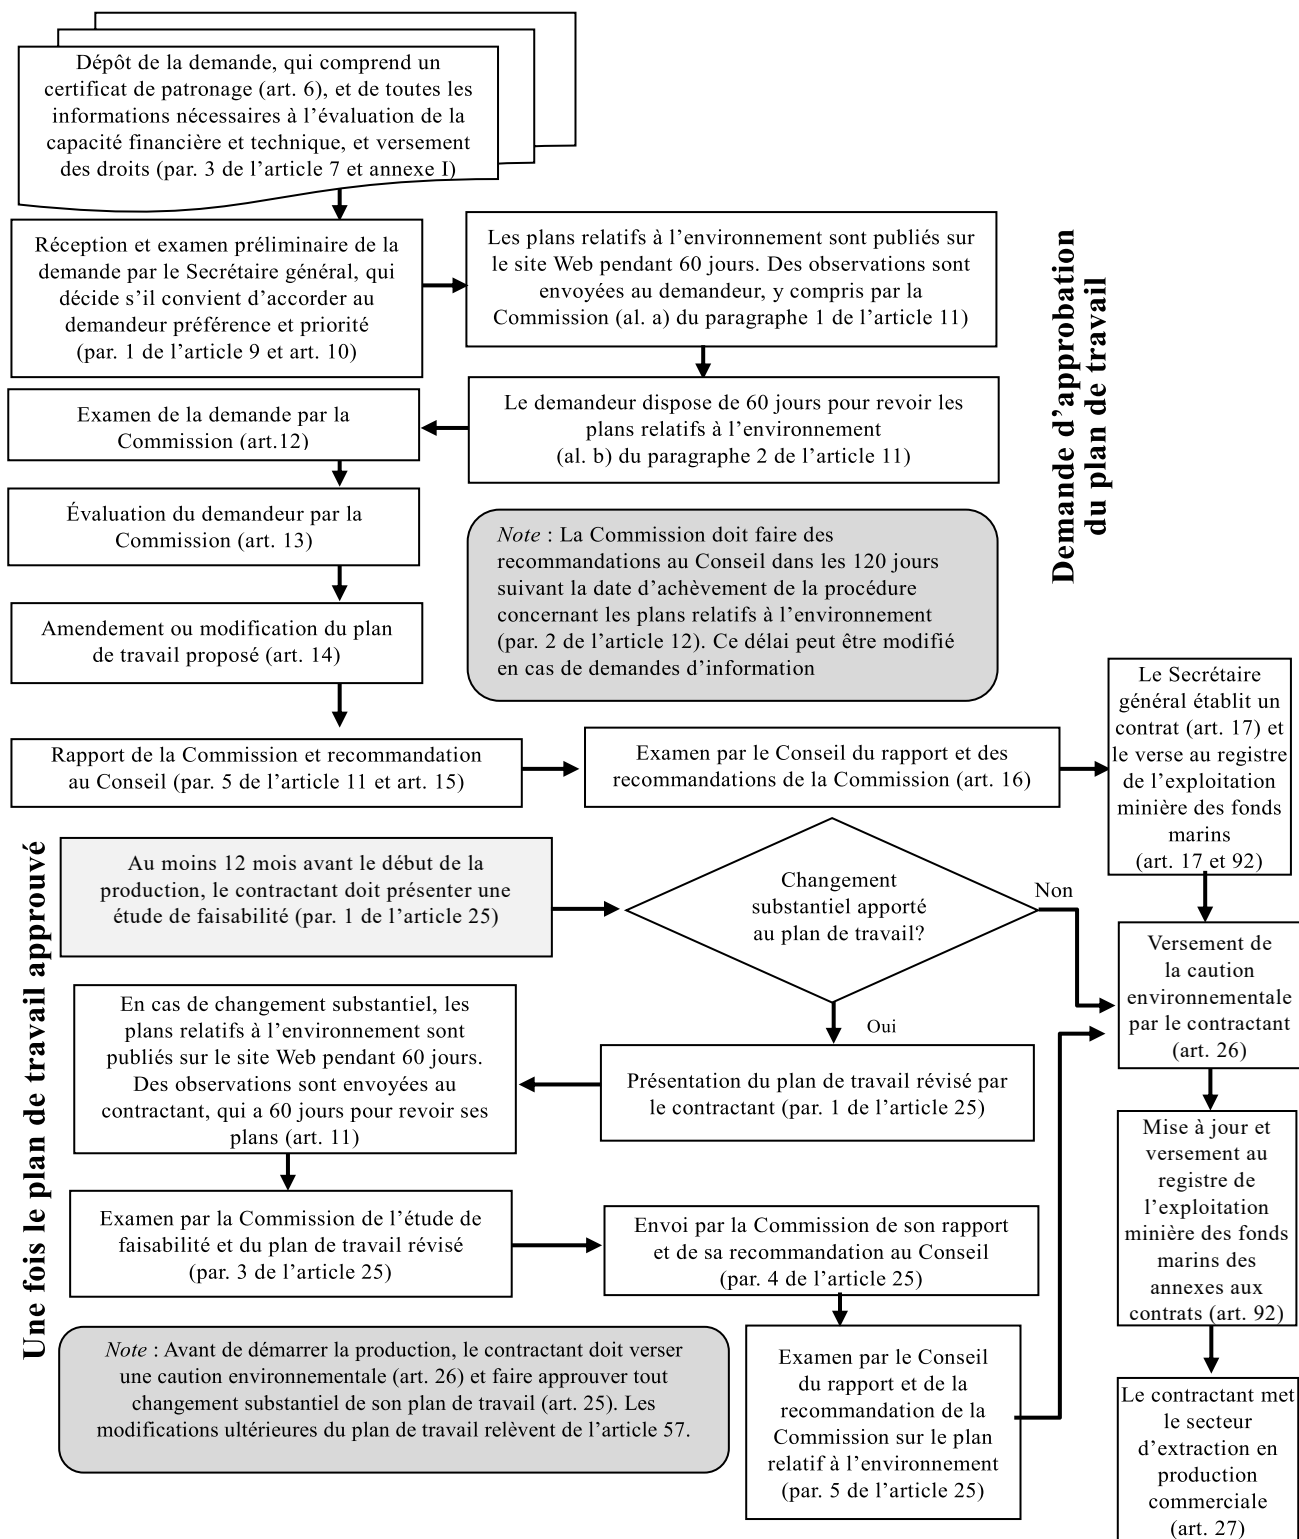 Dépôt de la demande, qui comprend un
certificat de patronage (art. 6), et de toutes les
informations nécessaires à l’évaluation de la
capacité financière et technique, et versement
des droits (par. 3 de l’article 7 et annexe I)
Réception et examen préliminaire de la
demande par le Secrétaire général, qui
décide s’il convient d’accorder au
demandeur préférence et priorité
(par. 1 de l’article 9 et art. 10)
Les plans relatifs à l’environnement sont publiés sur
le site Web pendant 60 jours. Des observations sont
envoyées au demandeur, y compris par la
Commission (al. a) du paragraphe 1 de l’article 11)
Demande d’approbation
du plan de travail
Le demandeur dispose de 60 jours pour revoir les
plans relatifs à l’environnement
(al. b) du paragraphe 2 de l’article 11)
Examen de la demande par la
Commission (art.12)
Évaluation du demandeur par la
Commission (art. 13)
Note : La Commission doit faire des
recommandations au Conseil dans les 120 jours
suivant la date d’achèvement de la procédure
concernant les plans relatifs à l’environnement
(par. 2 de l’article 12). Ce délai peut être modifié
en cas de demandes d’information
Amendement ou modification du plan
de travail proposé (art. 14)
Rapport de la Commission et recommandation
au Conseil (par. 5 de l’article 11 et art. 15)
Examen par le Conseil du rapport et des
recommandations de la Commission (art. 16)
Le Secrétaire
général établit un
contrat (art. 17) et
le verse au registre
de l’exploitation
minière des fonds
marins
(art. 17 et 92)
Une fois le plan de travail approuvé
Au moins 12 mois avant le début de la
production, le contractant doit présenter une
étude de faisabilité (par. 1 de l’article 25)
Changement
substantiel apporté
au plan de travail?
Non
Oui
Versement de
la caution
environnementale
par le contractant
(art. 26)
Présentation du plan de travail révisé par
le contractant (par. 1 de l’article 25)
En cas de changement substantiel, les
plans relatifs à l’environnement sont
publiés sur le site Web pendant 60 jours.
Des observations sont envoyées au
contractant, qui a 60 jours pour revoir ses
plans (art. 11)
Mise à jour et
versement au
registre de
l’exploitation
minière des fonds
marins des
annexes aux
contrats (art. 92)
Examen par la Commission de l’étude de
faisabilité et du plan de travail révisé
(par. 3 de l’article 25)
Envoi par la Commission de son rapport
et de sa recommandation au Conseil
(par. 4 de l’article 25)
Note : Avant de démarrer la production, le contractant doit verser
une caution environnementale (art. 26) et faire approuver tout
changement substantiel de son plan de travail (art. 25). Les
modifications ultérieures du plan de travail relèvent de l’article 57.
Examen par le Conseil
du rapport et de la
recommandation de la
Commission sur le plan
relatif à l’environnement
(par. 5 de l’article 25)
Le contractant met
le secteur
d’extraction en
production
commerciale
(art. 27)